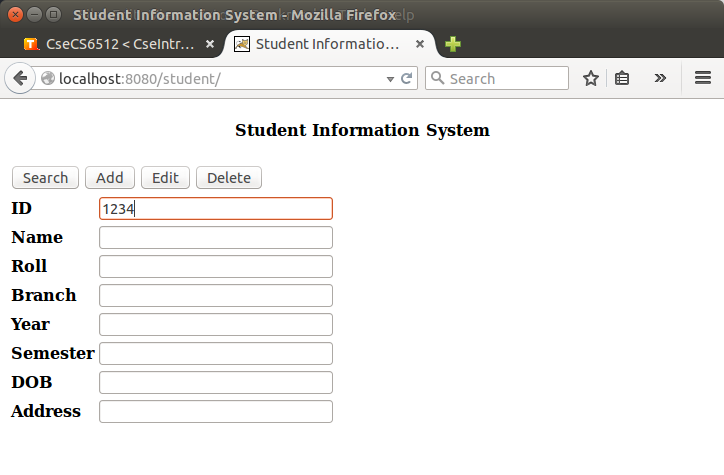 Student Information System - Mozilla Firefox
CseCS6512 < CseIntr... Student Informatio...
localhost:8080/student/ Search
Student Information System
Search Add Edit Delete
ID 1234
Name
Roll
Branch
Year
Semester
DOB
Address